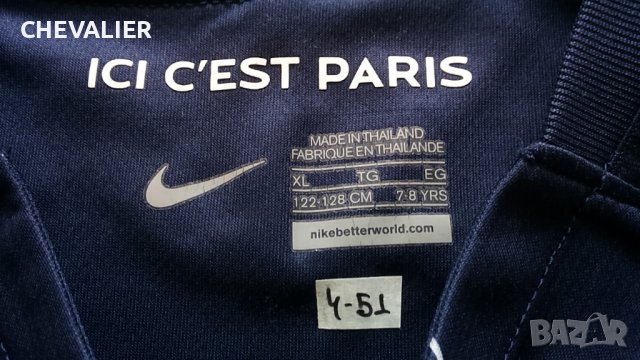 CHEVALIER
ICI C'EST PARIS
MADE IN THAILAND
FABRIQUE EN THAILANDE
XL TG EG
122-128 CM 7-8 YRS
nikebetterworld.com
4-51
BAZAR